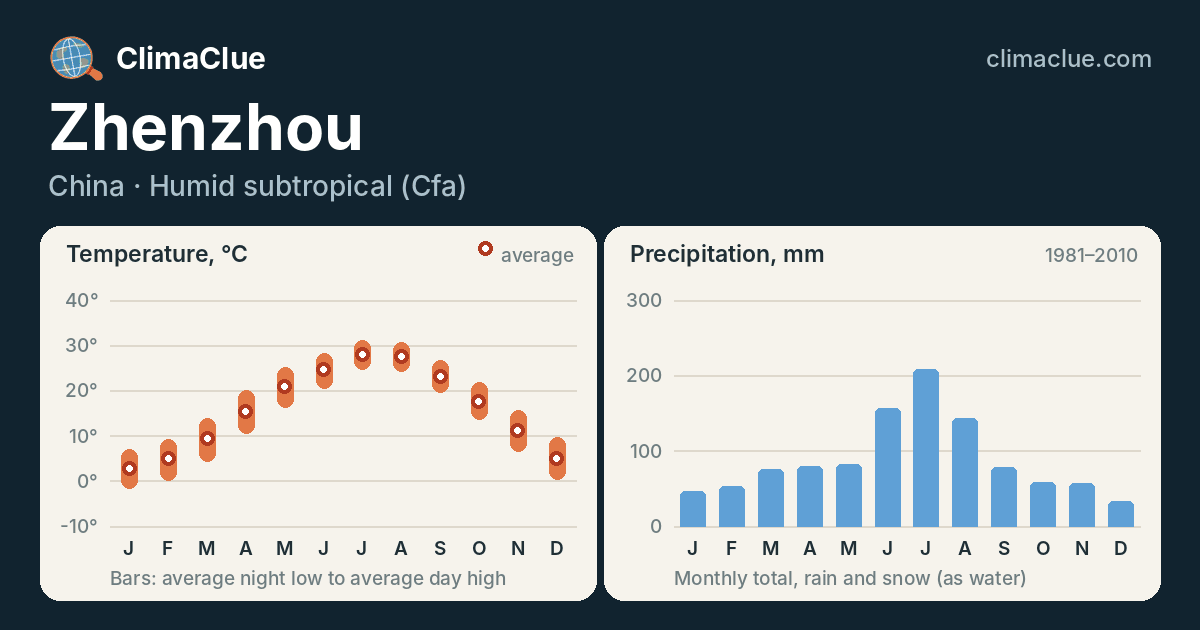 ClimaClue
climaclue.com
Zhenzhou
China · Humid subtropical (Cfa)
Temperature, °C
average
40°
30°
20°
10°
0°
-10°
J F M A M J J A S O N D
Bars: average night low to average day high
Precipitation, mm
1981–2010
300
200
100
0
J F M A M J J A S O N D
Monthly total, rain and snow (as water)